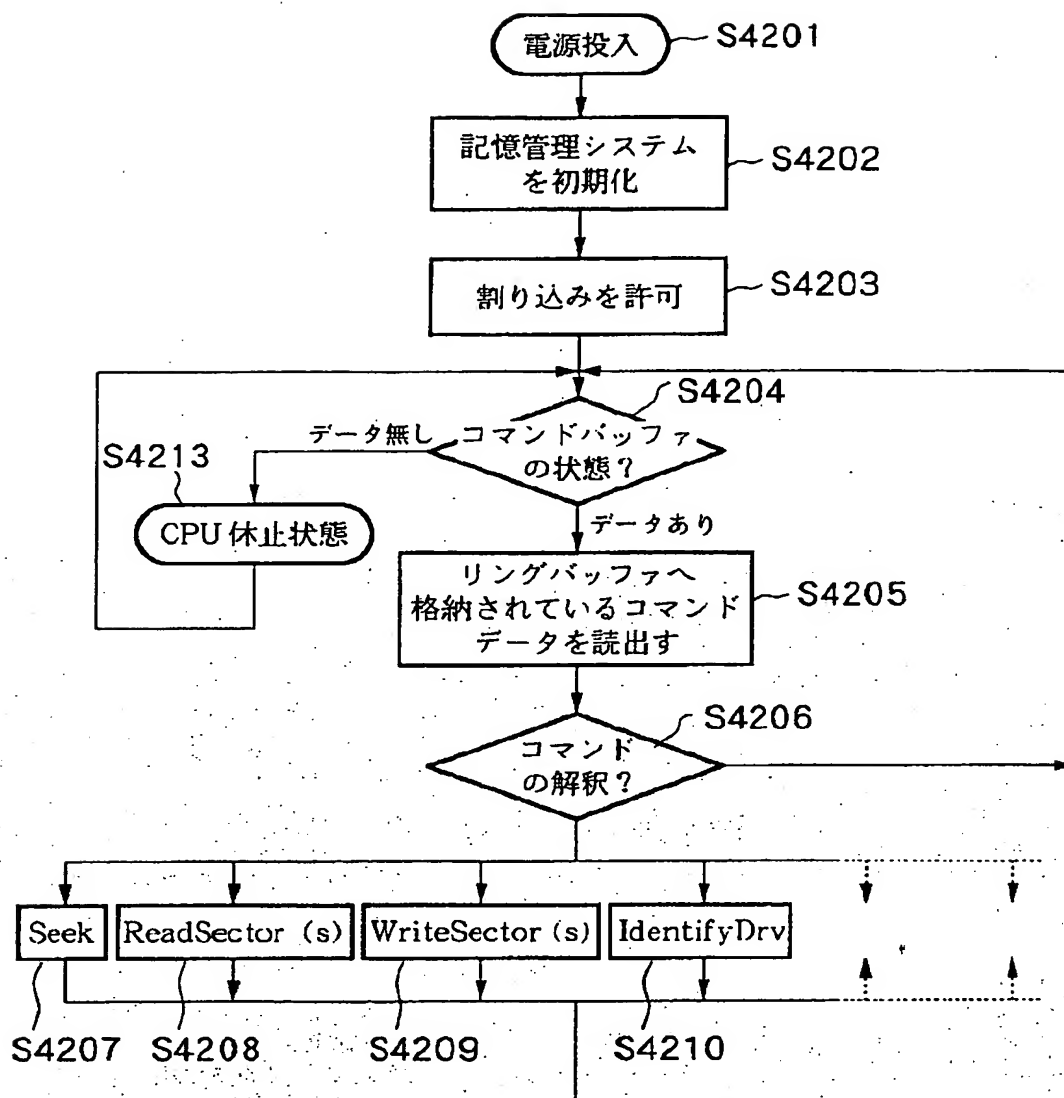 電源投入
S4201
記憶管理システム
を初期化
S4202
割り込みを許可
S4203
S4204
データ無し
コマンドバッファ
の状態？
S4213
CPU 休止状態
データあり
リングバッファへ
格納されているコマンド
データを読出す
S4205
S4206
コマンド
の解釈？
Seek
ReadSector (s)
WriteSector (s)
IdentifyDrv
S4207
S4208
S4209
S4210